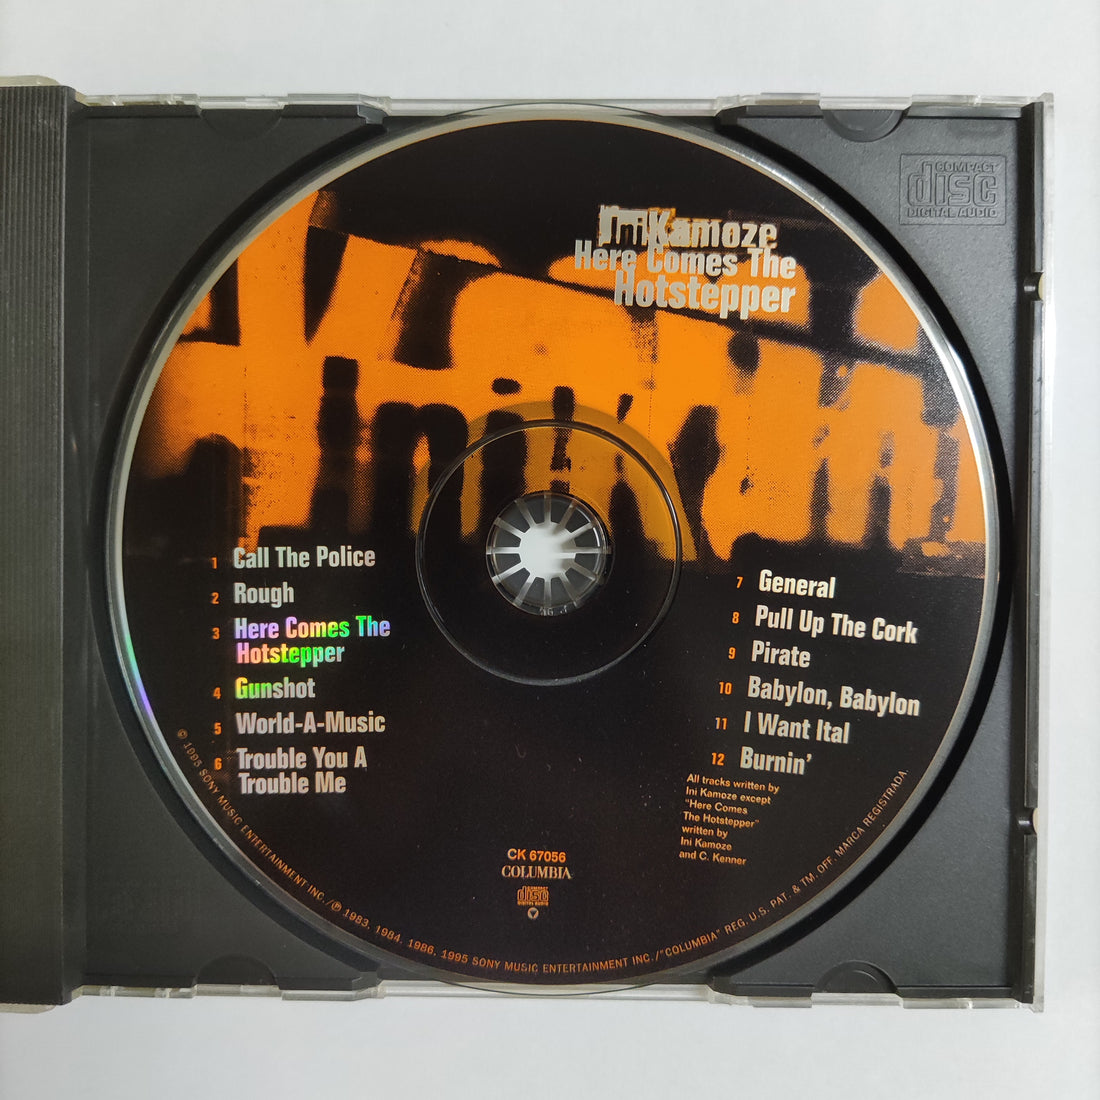 Ini Kamoze
Here Comes The
Hotstepper
1 Call The Police
2 Rough
3 Here Comes The
Hotstepper
4 Gunshot
5 World-A-Music
6 Trouble You A
Trouble Me
7 General
8 Pull Up The Cork
9 Pirate
10 Babylon, Babylon
11 I Want Ital
12 Burnin'
All tracks written by
Ini Kamoze except
"Here Comes
The Hotstepper"
written by
Ini Kamoze
and C. Kenner
CK 67056
COLUMBIA
COMPACT
disc
DIGITAL AUDIO
© 1995 SONY MUSIC ENTERTAINMENT INC./℗ 1983, 1984, 1986, 1995 SONY MUSIC ENTERTAINMENT INC./"COLUMBIA" REG. U.S. PAT. & TM. OFF. MARCA REGISTRADA.
COMPACT
disc
DIGITAL AUDIO